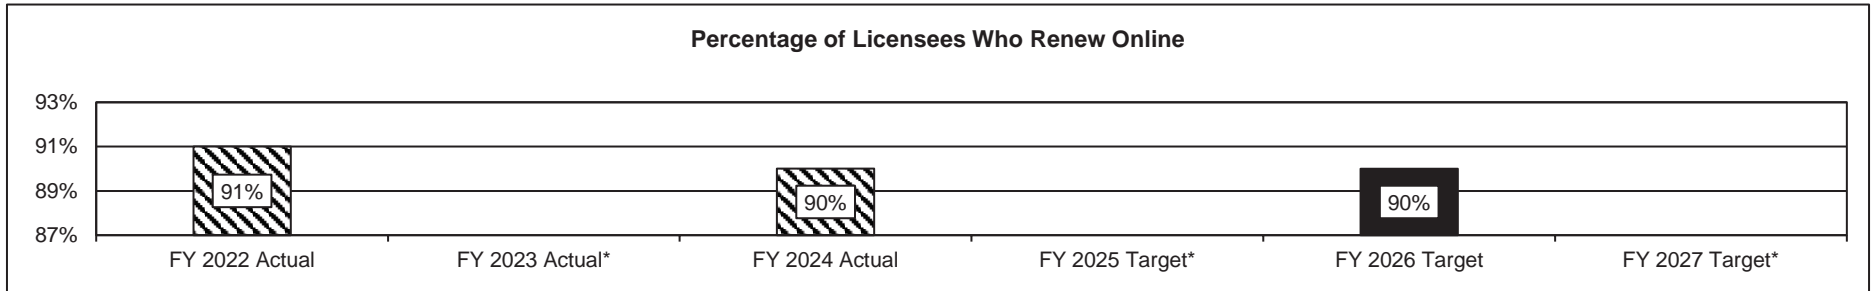 Percentage of Licensees Who Renew Online
93%
91%
89%
87%
91%
90%
90%
FY 2022 Actual
FY 2023 Actual*
FY 2024 Actual
FY 2025 Target*
FY 2026 Target
FY 2027 Target*